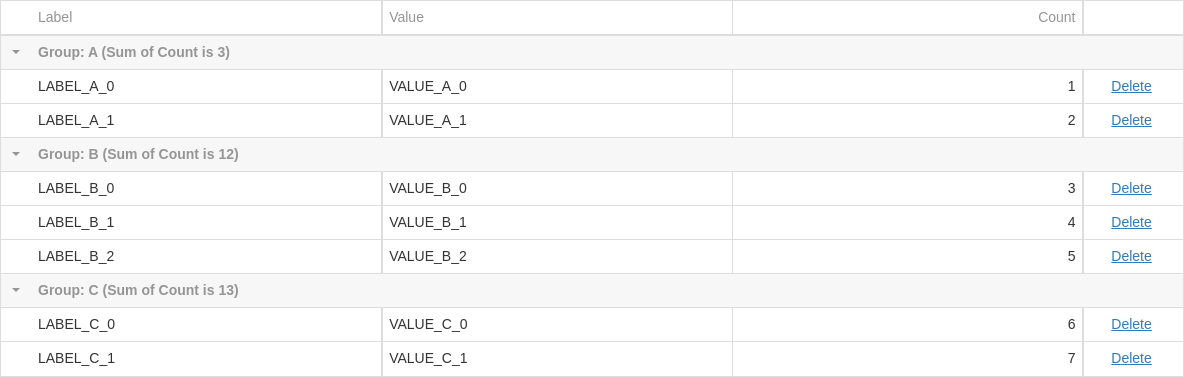 Label Value Count
Group: A (Sum of Count is 3)
LABEL_A_0 VALUE_A_0 1 Delete
LABEL_A_1 VALUE_A_1 2 Delete
Group: B (Sum of Count is 12)
LABEL_B_0 VALUE_B_0 3 Delete
LABEL_B_1 VALUE_B_1 4 Delete
LABEL_B_2 VALUE_B_2 5 Delete
Group: C (Sum of Count is 13)
LABEL_C_0 VALUE_C_0 6 Delete
LABEL_C_1 VALUE_C_1 7 Delete